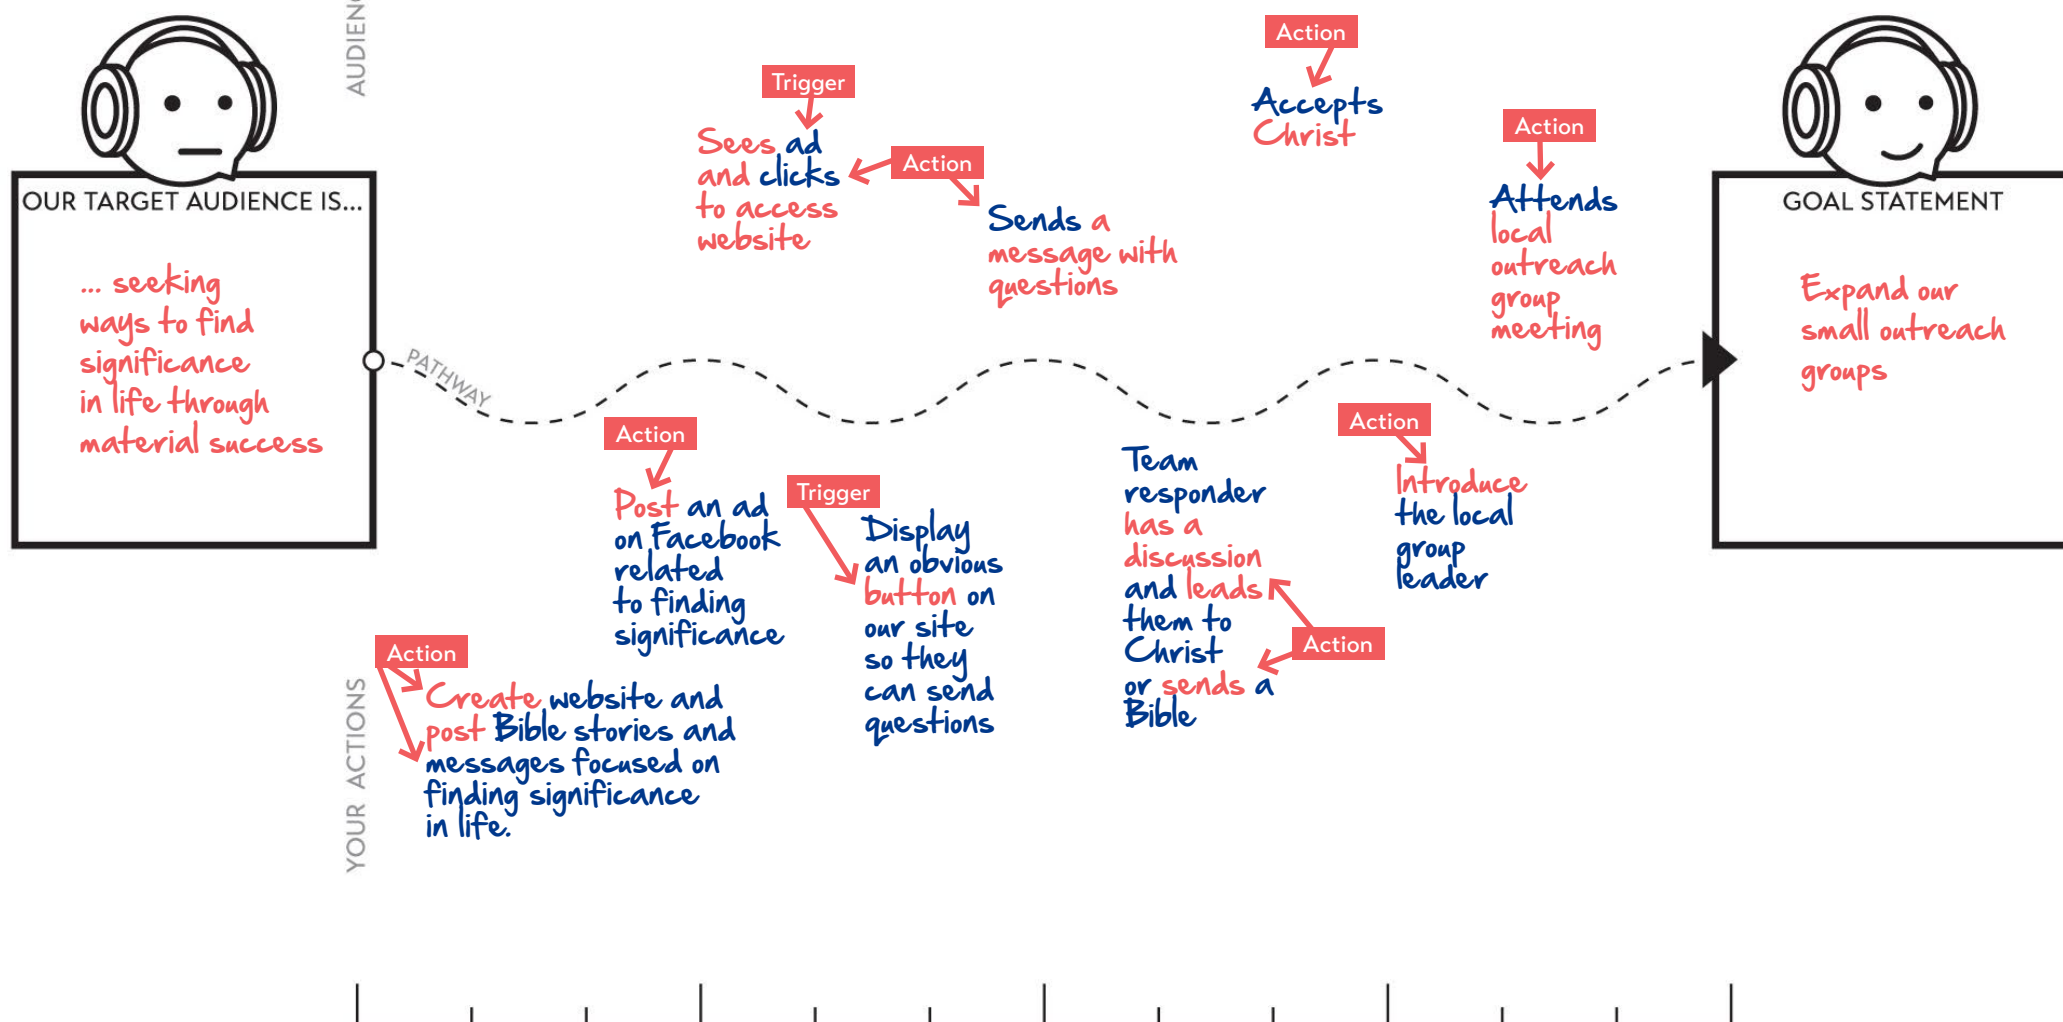 AUDIENC
OUR TARGET AUDIENCE IS...
... seeking
ways to find
significance
in life through
material success
PATHWAY
Trigger
Sees ad
and clicks
to access
website
Action
Sends a
message with
questions
Action
Accepts
Christ
Action
Attends
local
outreach
group
meeting
GOAL STATEMENT
Expand our
small outreach
groups
YOUR ACTIONS
Action
Create website and
post Bible stories and
messages focused on
finding significance
in life.
Action
Post an ad
on Facebook
related
to finding
significance
Trigger
Display
an obvious
button on
our site
so they
can send
questions
Team
responder
has a
discussion
and leads
them to
Christ
or sends a
Bible
Action
Action
Introduce
the local
group
leader